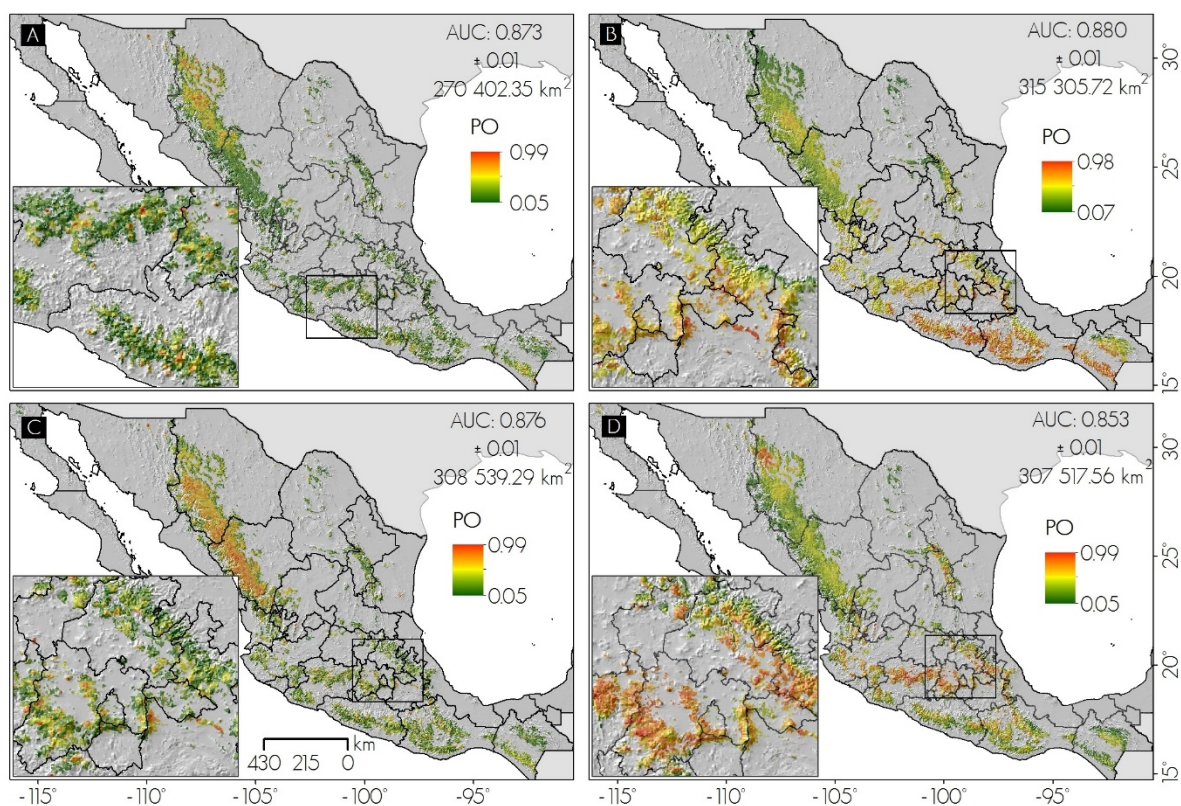 A
AUC: 0.873
± 0.01
270 402.35 km²
PO
0.99
0.05
B
AUC: 0.880
± 0.01
315 305.72 km²
PO
0.98
0.07
30°
25°
20°
15°
C
AUC: 0.876
± 0.01
308 539.29 km²
PO
0.99
0.05
km
430 215 0
D
AUC: 0.853
± 0.01
307 517.56 km²
PO
0.99
0.05
30°
25°
20°
15°
-115° -110° -105° -100° -95°
-115° -110° -105° -100° -95°